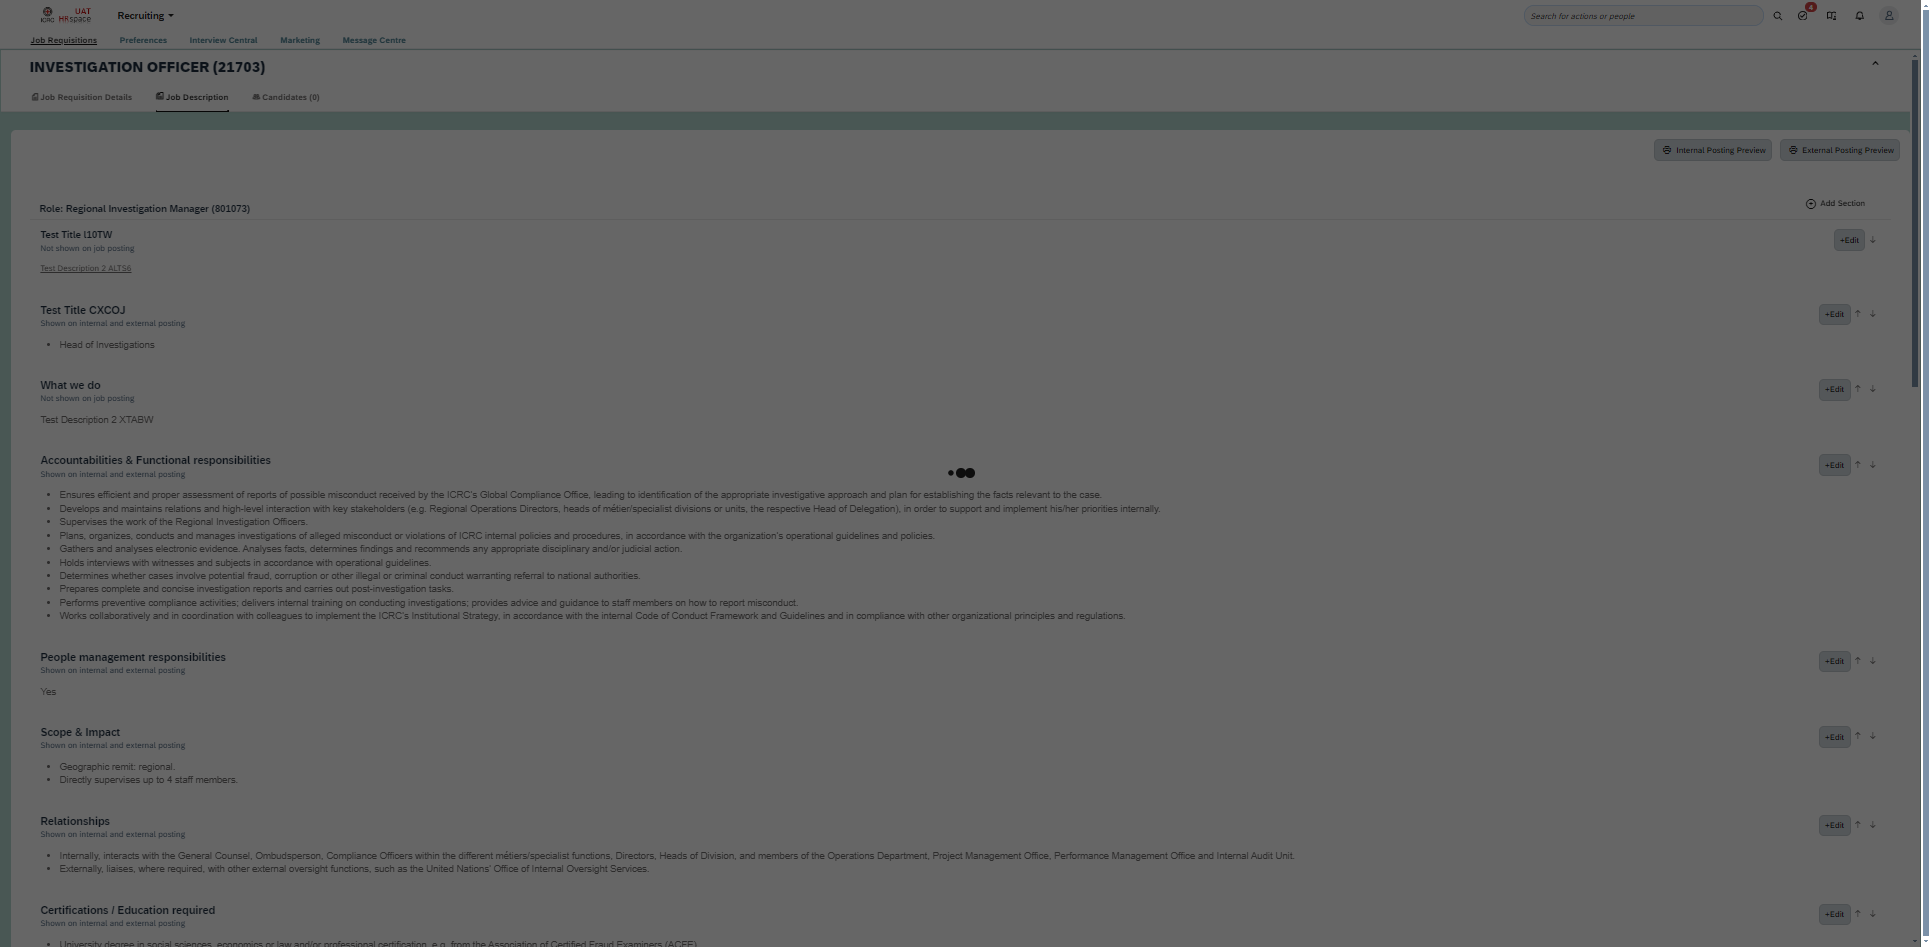 UAT
ICRC HRspace
Recruiting
Search for actions or people
4
Job Requisitions
Preferences
Interview Central
Marketing
Message Centre
INVESTIGATION OFFICER (21703)
Job Requisition Details
Job Description
Candidates (0)
Internal Posting Preview
External Posting Preview
Role: Regional Investigation Manager (801073)
Add Section
Test Title I10TW
+Edit
Not shown on job posting
Test Description 2 ALTS6
Test Title CXCOJ
+Edit
Shown on internal and external posting
• Head of Investigations
What we do
+Edit
Not shown on job posting
Test Description 2 XTABW
Accountabilities & Functional responsibilities
+Edit
Shown on internal and external posting
• Ensures efficient and proper assessment of reports of possible misconduct received by the ICRC's Global Compliance Office, leading to identification of the appropriate investigative approach and plan for establishing the facts relevant to the case.
• Develops and maintains relations and high-level interaction with key stakeholders (e.g. Regional Operations Directors, heads of métier/specialist divisions or units, the respective Head of Delegation), in order to support and implement his/her priorities internally.
• Supervises the work of the Regional Investigation Officers.
• Plans, organizes, conducts and manages investigations of alleged misconduct or violations of ICRC internal policies and procedures, in accordance with the organization's operational guidelines and policies.
• Gathers and analyses electronic evidence. Analyses facts, determines findings and recommends any appropriate disciplinary and/or judicial action.
• Holds interviews with witnesses and subjects in accordance with operational guidelines.
• Determines whether cases involve potential fraud, corruption or other illegal or criminal conduct warranting referral to national authorities.
• Prepares complete and concise investigation reports and carries out post-investigation tasks.
• Performs preventive compliance activities; delivers internal training on conducting investigations; provides advice and guidance to staff members on how to report misconduct.
• Works collaboratively and in coordination with colleagues to implement the ICRC's Institutional Strategy, in accordance with the internal Code of Conduct Framework and Guidelines and in compliance with other organizational principles and regulations.
People management responsibilities
+Edit
Shown on internal and external posting
Yes
Scope & Impact
+Edit
Shown on internal and external posting
• Geographic remit: regional.
• Directly supervises up to 4 staff members.
Relationships
+Edit
Shown on internal and external posting
• Internally, interacts with the General Counsel, Ombudsperson, Compliance Officers within the different métiers/specialist functions, Directors, Heads of Division, and members of the Operations Department, Project Management Office, Performance Management Office and Internal Audit Unit.
• Externally, liaises, where required, with other external oversight functions, such as the United Nations' Office of Internal Oversight Services.
Certifications / Education required
+Edit
Shown on internal and external posting
• University degree in social sciences, economics or law and/or professional certification, e.g. from the Association of Certified Fraud Examiners (ACFE)